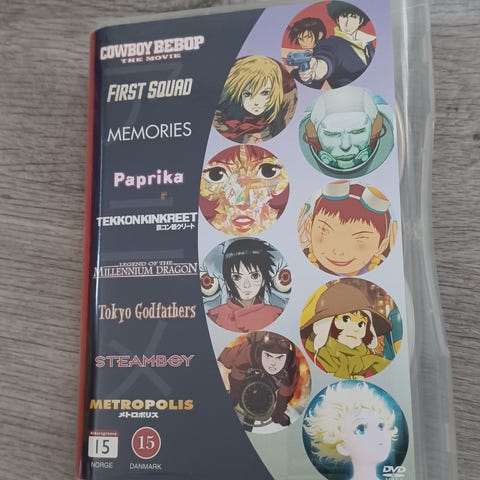 COWBOY BEBOP
THE MOVIE
FIRST SQUAD
MEMORIES
Paprika
TEKKONKINKREET
鉄コン筋クリート
LEGEND OF THE
MILLENNIUM DRAGON
Tokyo Godfathers
STEAMBOY
METROPOLIS
メトロポリス
Aldersgrense
15
NORGE
15
DANMARK
DVD